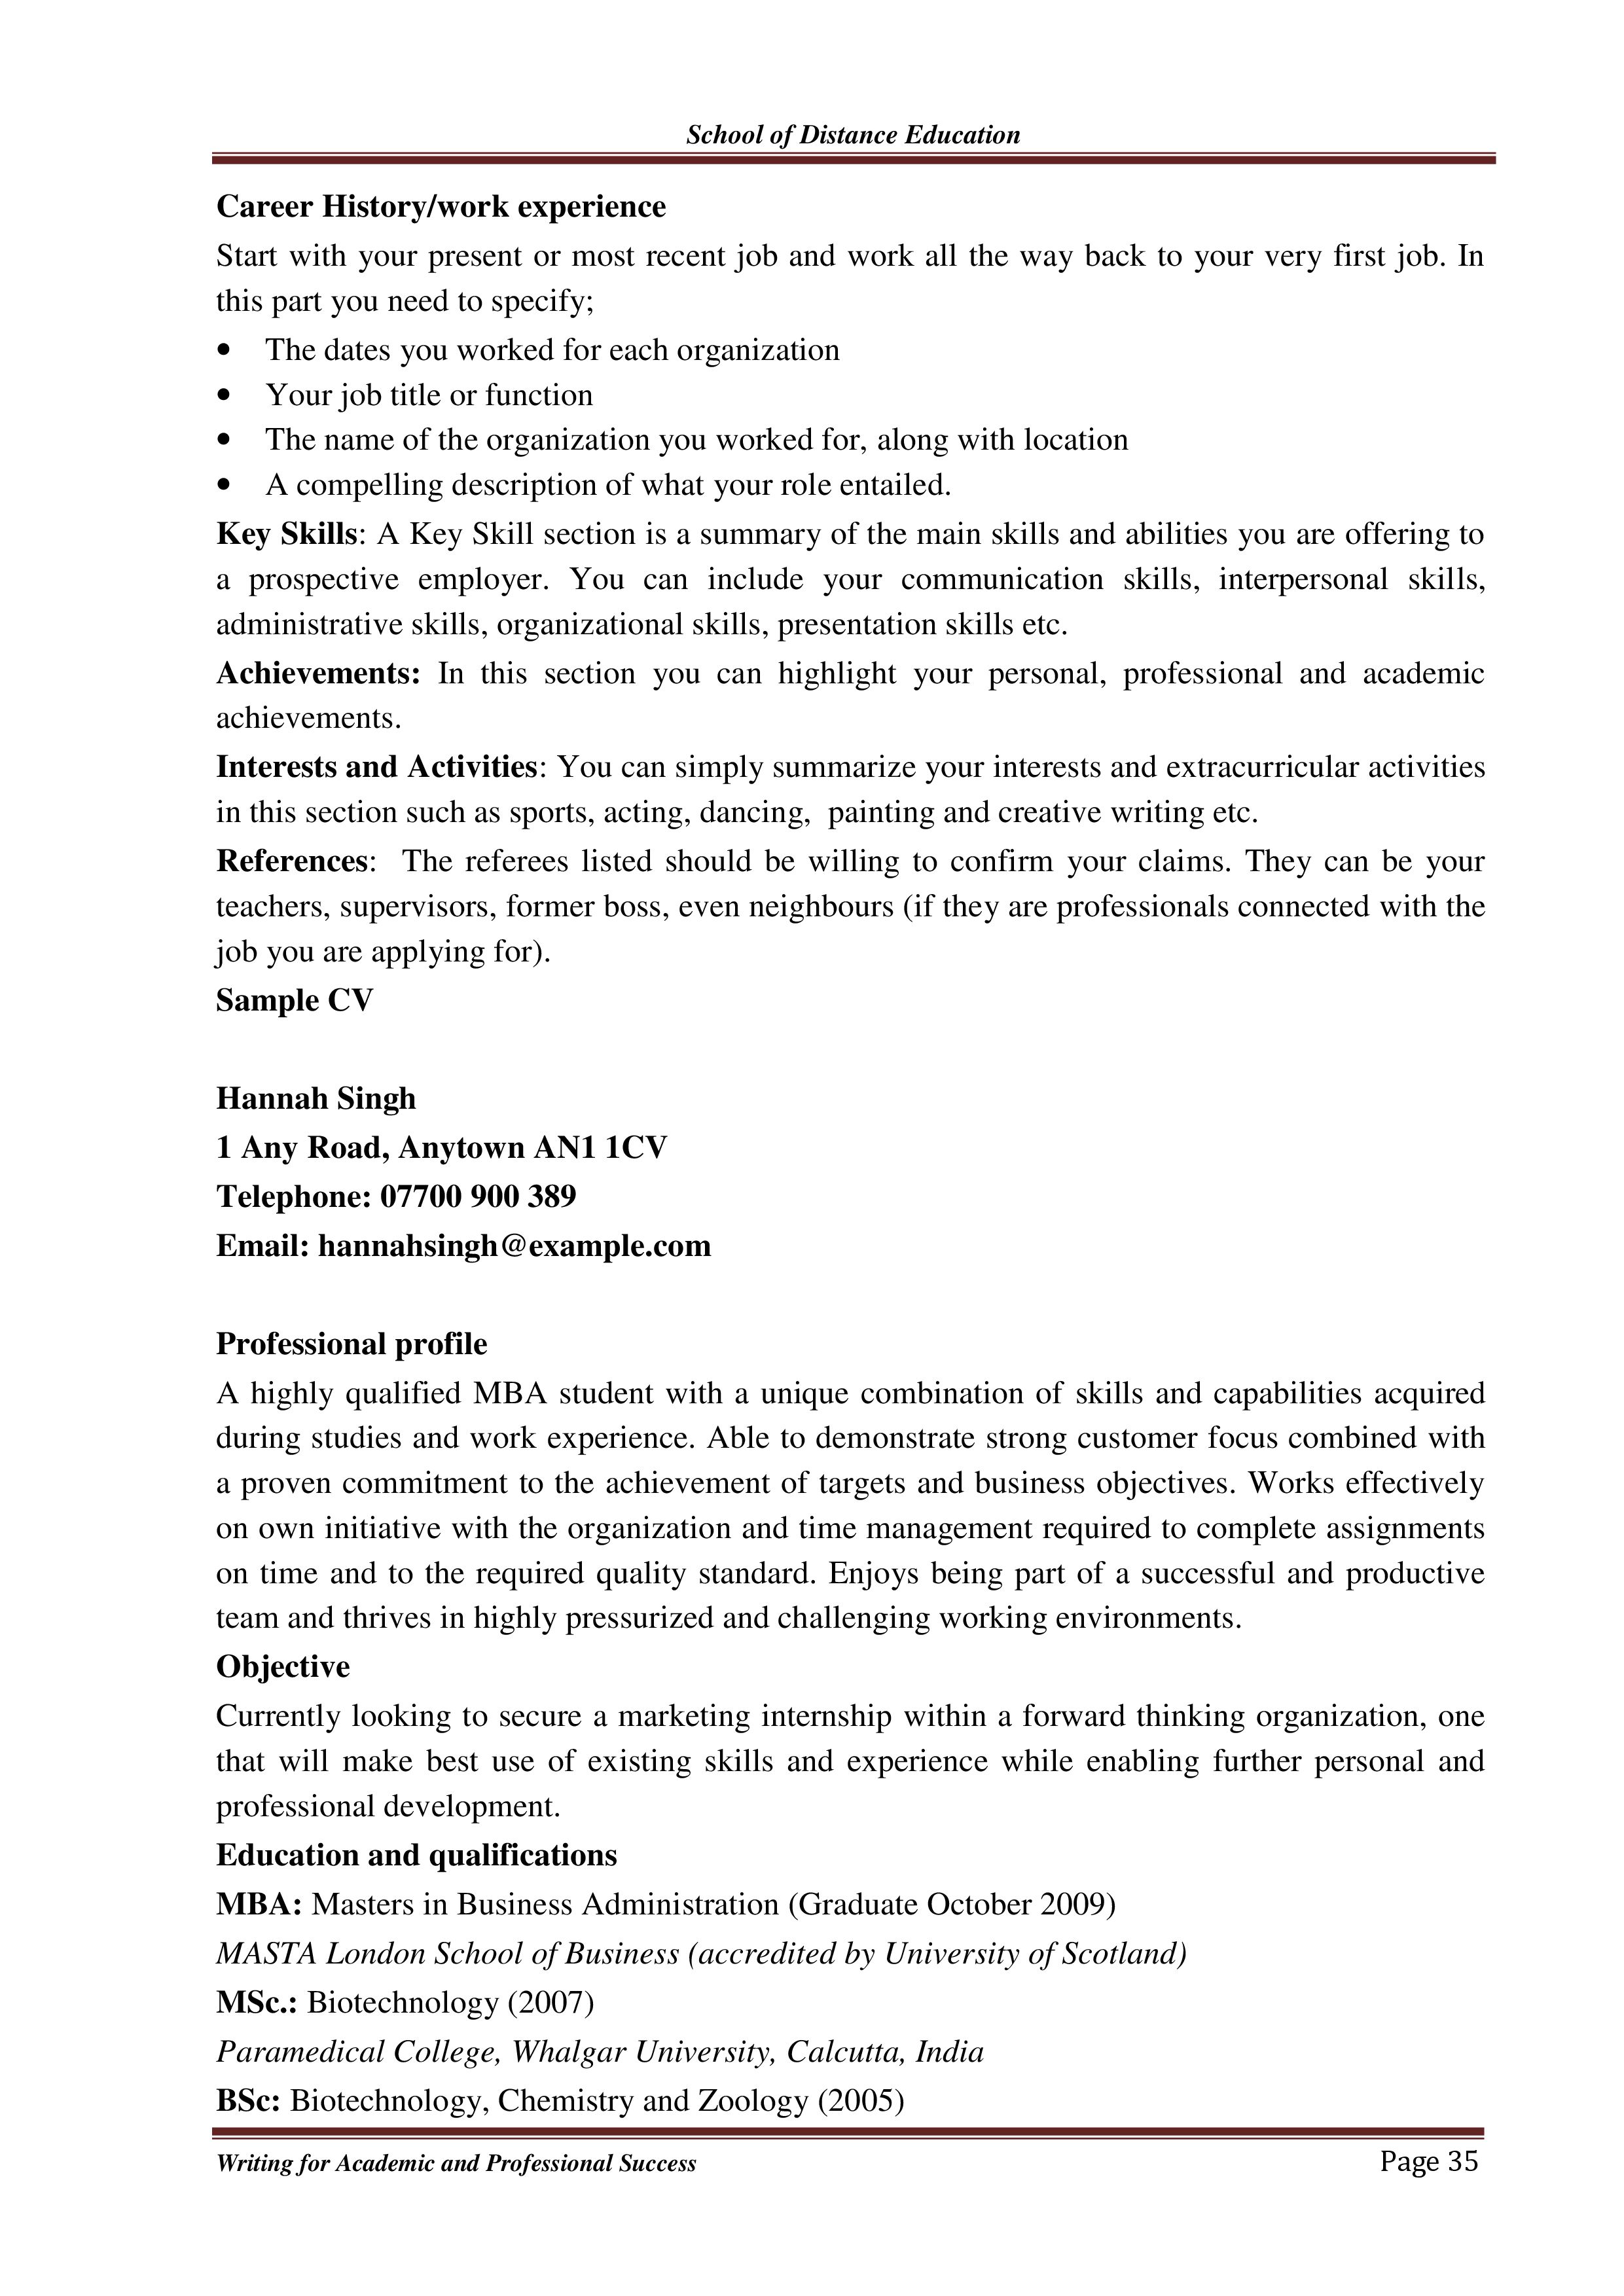 School of Distance Education
Career History/work experience
Start with your present or most recent job and work all the way back to your very first job. In
this part you need to specify;
• The dates you worked for each organization
• Your job title or function
• The name of the organization you worked for, along with location
• A compelling description of what your role entailed.
Key Skills: A Key Skill section is a summary of the main skills and abilities you are offering to
a prospective employer. You can include your communication skills, interpersonal skills,
administrative skills, organizational skills, presentation skills etc.
Achievements: In this section you can highlight your personal, professional and academic
achievements.
Interests and Activities: You can simply summarize your interests and extracurricular activities
in this section such as sports, acting, dancing, painting and creative writing etc.
References: The referees listed should be willing to confirm your claims. They can be your
teachers, supervisors, former boss, even neighbours (if they are professionals connected with the
job you are applying for).
Sample CV
Hannah Singh
1 Any Road, Anytown AN1 1CV
Telephone: 07700 900 389
Email: hannahsingh@example.com
Professional profile
A highly qualified MBA student with a unique combination of skills and capabilities acquired
during studies and work experience. Able to demonstrate strong customer focus combined with
a proven commitment to the achievement of targets and business objectives. Works effectively
on own initiative with the organization and time management required to complete assignments
on time and to the required quality standard. Enjoys being part of a successful and productive
team and thrives in highly pressurized and challenging working environments.
Objective
Currently looking to secure a marketing internship within a forward thinking organization, one
that will make best use of existing skills and experience while enabling further personal and
professional development.
Education and qualifications
MBA: Masters in Business Administration (Graduate October 2009)
MASTA London School of Business (accredited by University of Scotland)
MSc.: Biotechnology (2007)
Paramedical College, Whalgar University, Calcutta, India
BSc: Biotechnology, Chemistry and Zoology (2005)
Writing for Academic and Professional Success Page 35